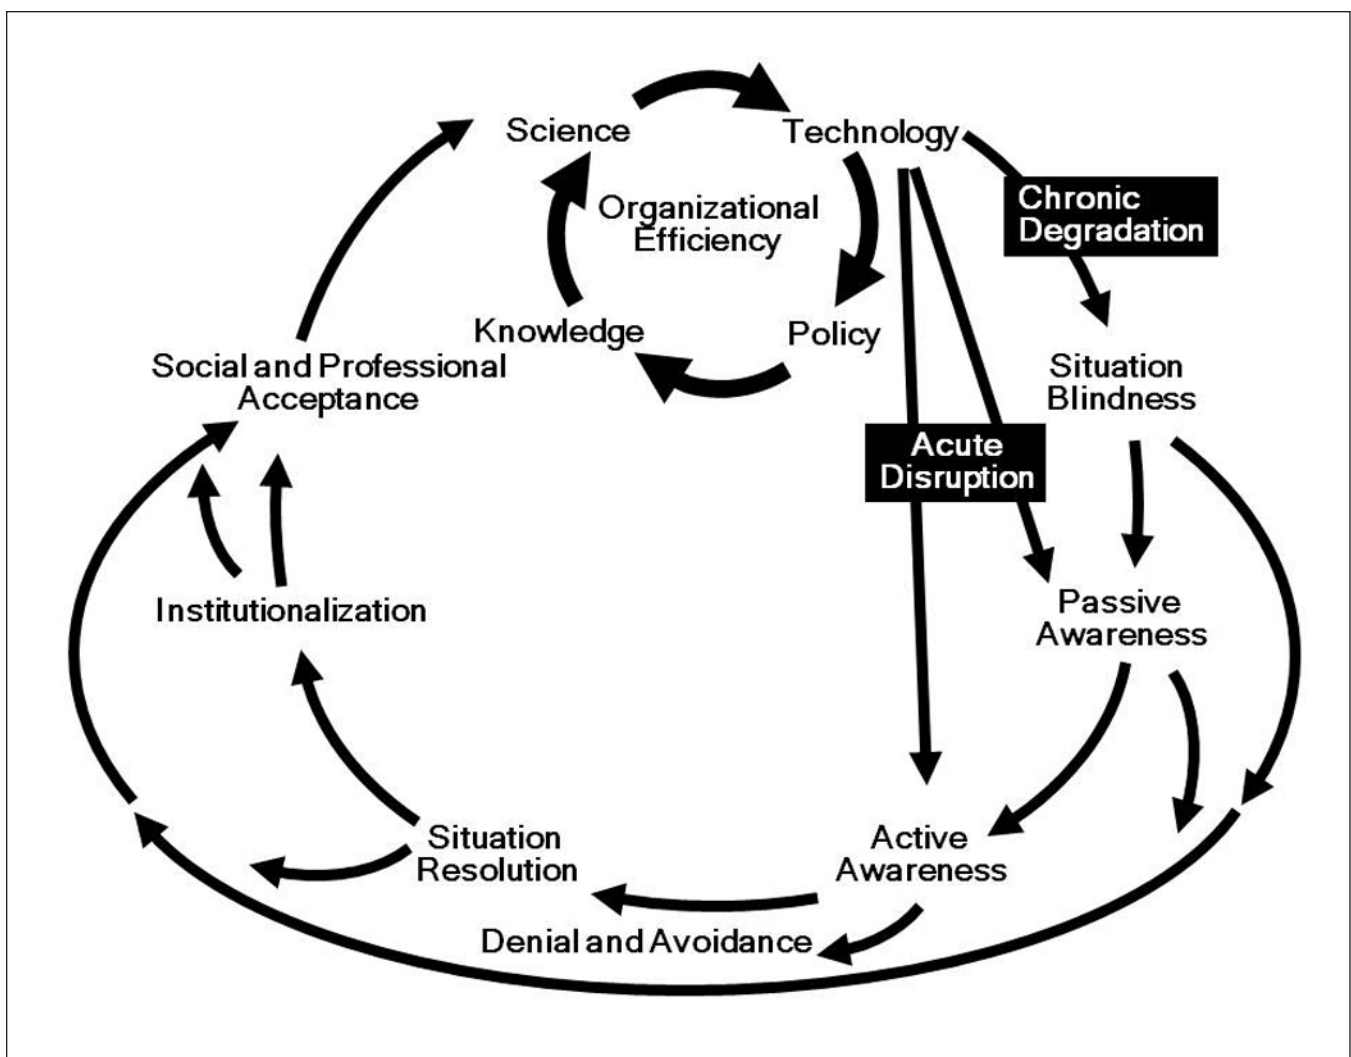 Science
Technology
Chronic
Degradation
Organizational
Efficiency
Knowledge
Policy
Social and Professional
Acceptance
Situation
Blindness
Acute
Disruption
Passive
Awareness
Institutionalization
Situation
Resolution
Active
Awareness
Denial and Avoidance